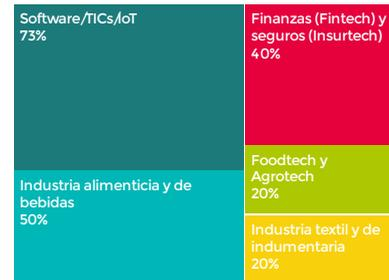 Software/TICs/IoT
73%
Industria alimenticia y de
bebidas
50%
Finanzas (Fintech) y
seguros (Insurtech)
40%
Foodtech y
Agrotech
20%
Industria textil y de
indumentaria
20%